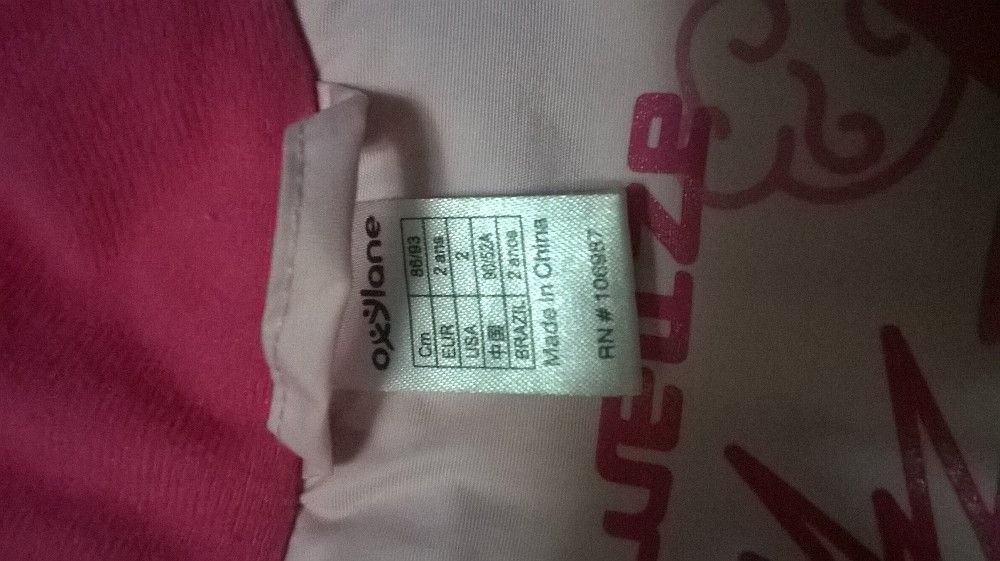 oxylane
Cm 86/93
EUR 2 ans
USA 2
中国 90/52A
BRAZIL 2 anos
Made in China
RN # 106987
WEDZE